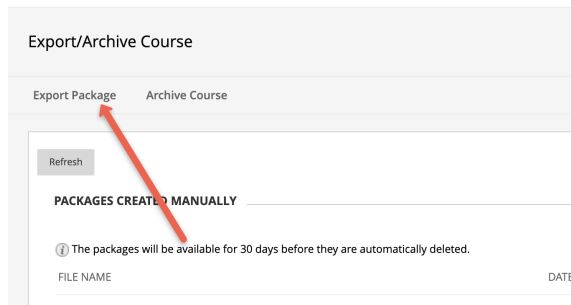 Export/Archive Course
Export Package Archive Course
Refresh
PACKAGES CREATED MANUALLY
The packages will be available for 30 days before they are automatically deleted.
FILE NAME DATE